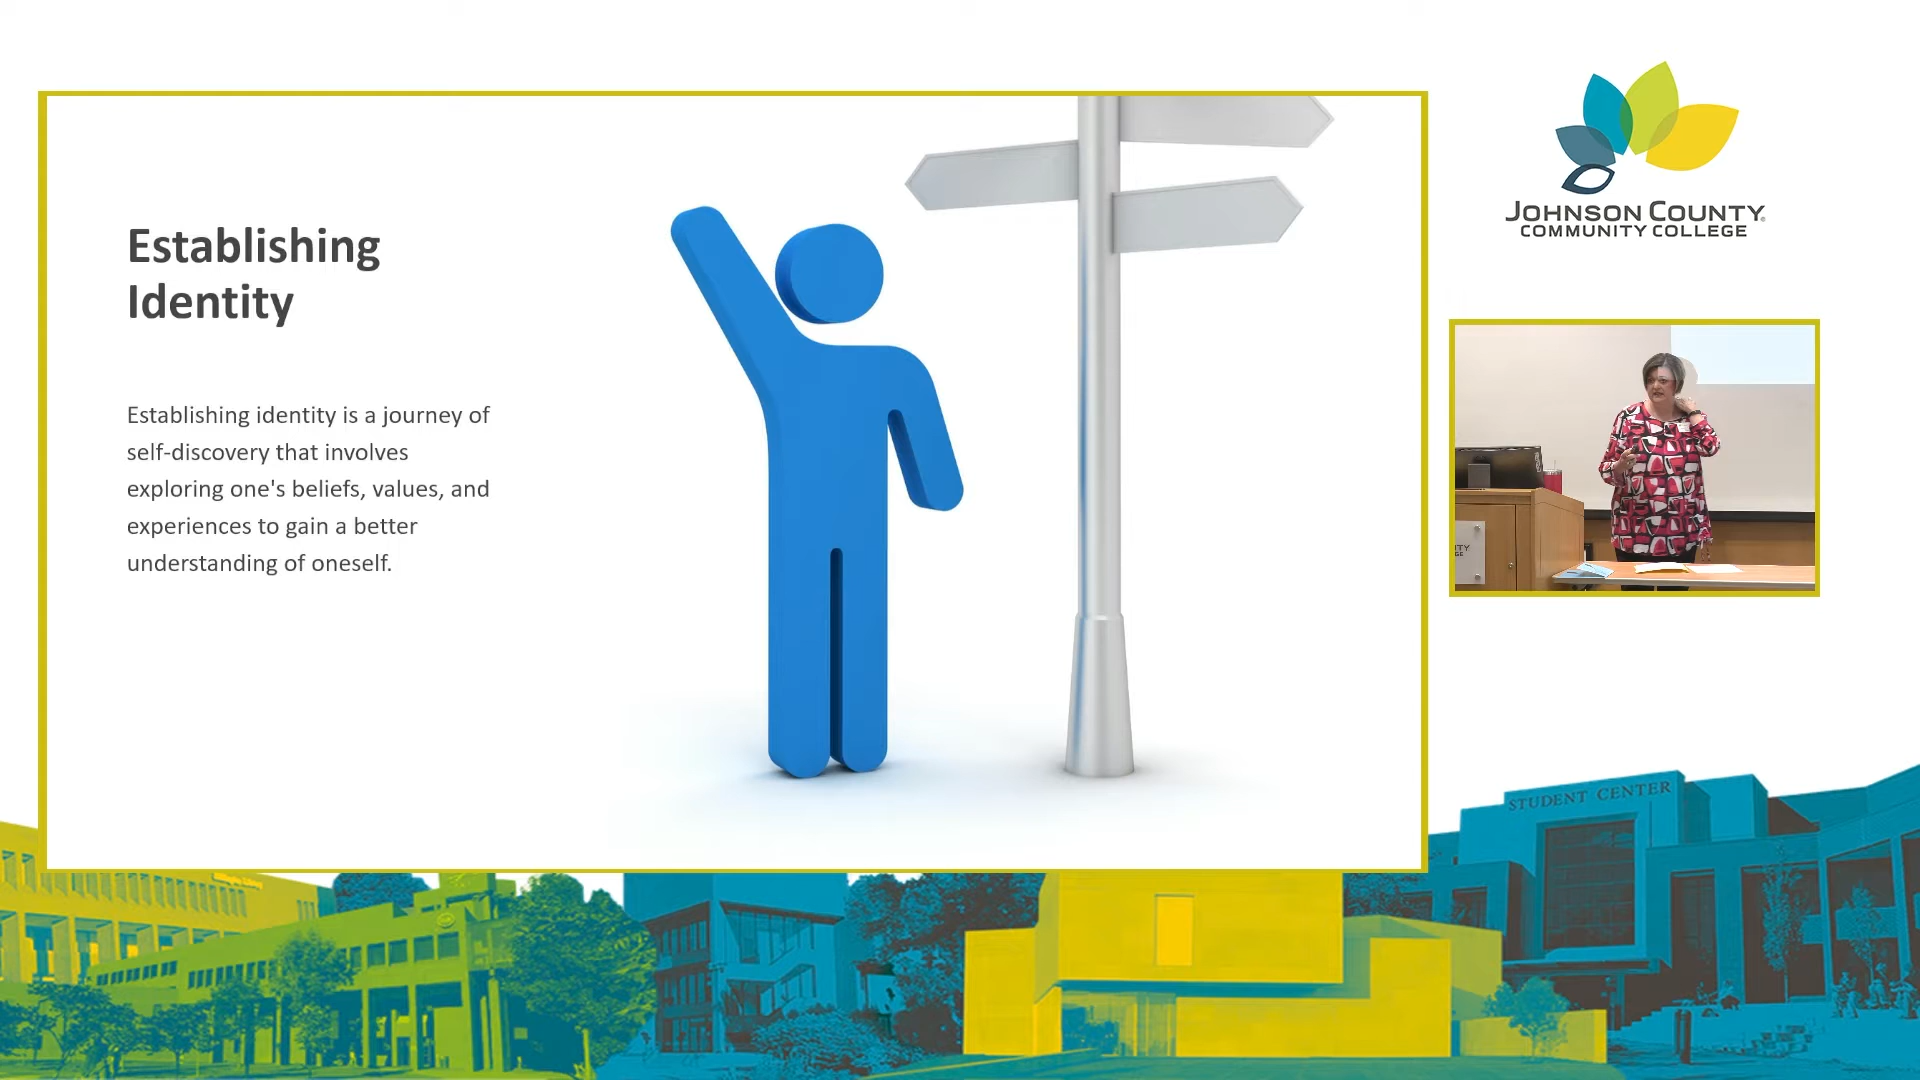 Establishing
Identity
Establishing identity is a journey of
self-discovery that involves
exploring one's beliefs, values, and
experiences to gain a better
understanding of oneself.
JOHNSON COUNTY
COMMUNITY COLLEGE
STUDENT CENTER